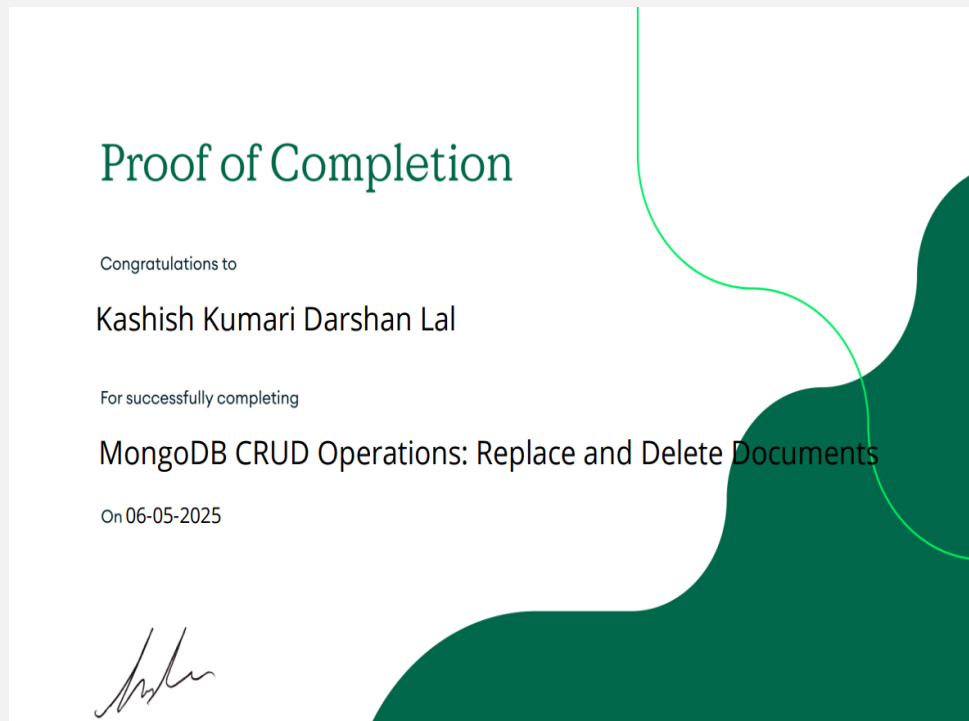 Proof of Completion
Congratulations to
Kashish Kumari Darshan Lal
For successfully completing
MongoDB CRUD Operations: Replace and Delete Documents
On 06-05-2025